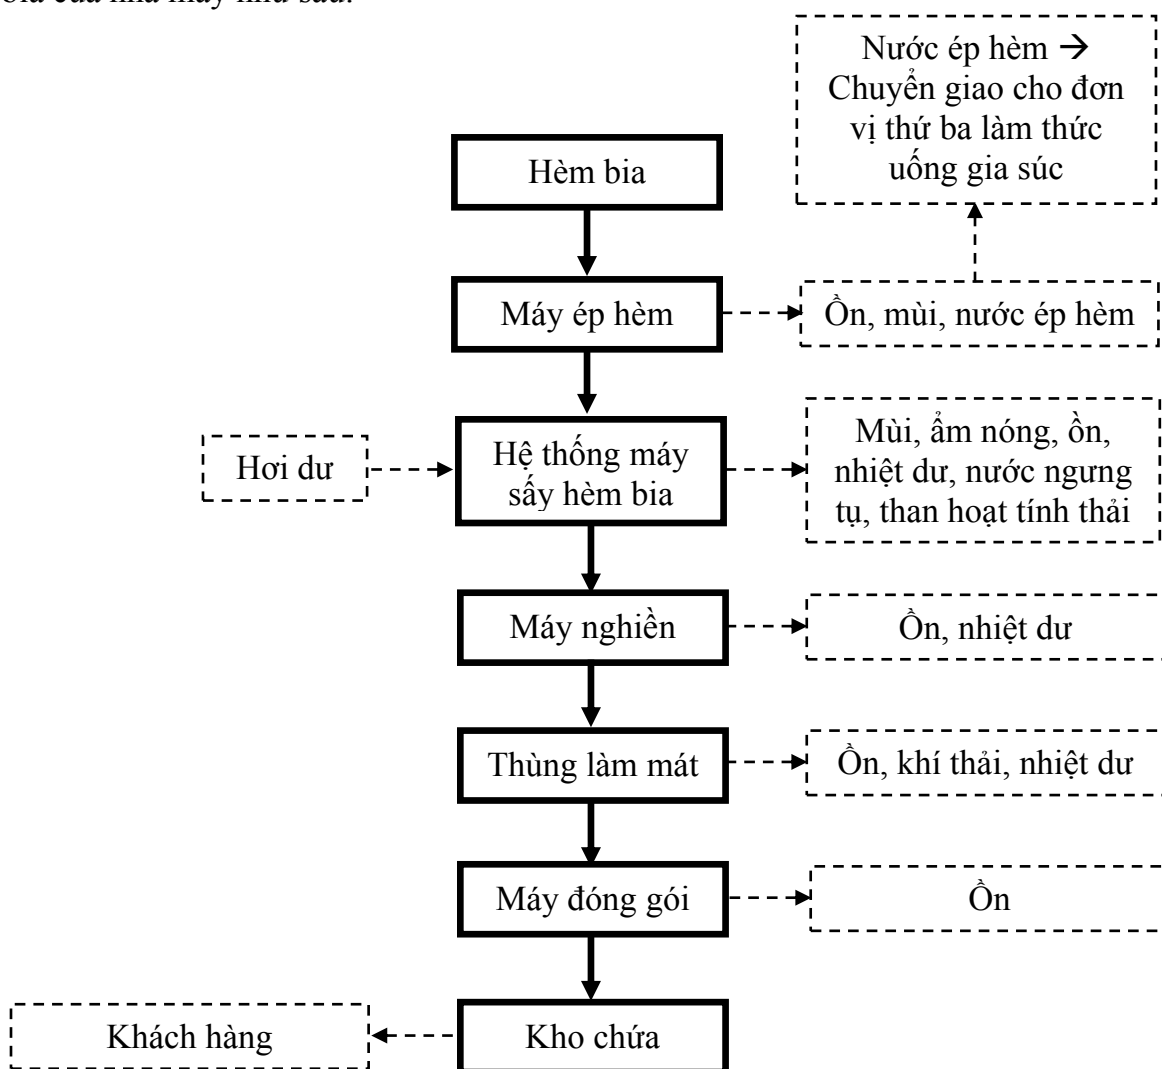 bia của nhà máy như sau:
Nước ép hèm →
Chuyển giao cho đơn
vị thứ ba làm thức
uống gia súc
Hèm bia
Máy ép hèm
Ồn, mùi, nước ép hèm
Hơi dư
Hệ thống máy
sấy hèm bia
Mùi, ẩm nóng, ồn,
nhiệt dư, nước ngưng
tụ, than hoạt tính thải
Máy nghiền
Ồn, nhiệt dư
Thùng làm mát
Ồn, khí thải, nhiệt dư
Máy đóng gói
Ồn
Khách hàng
Kho chứa